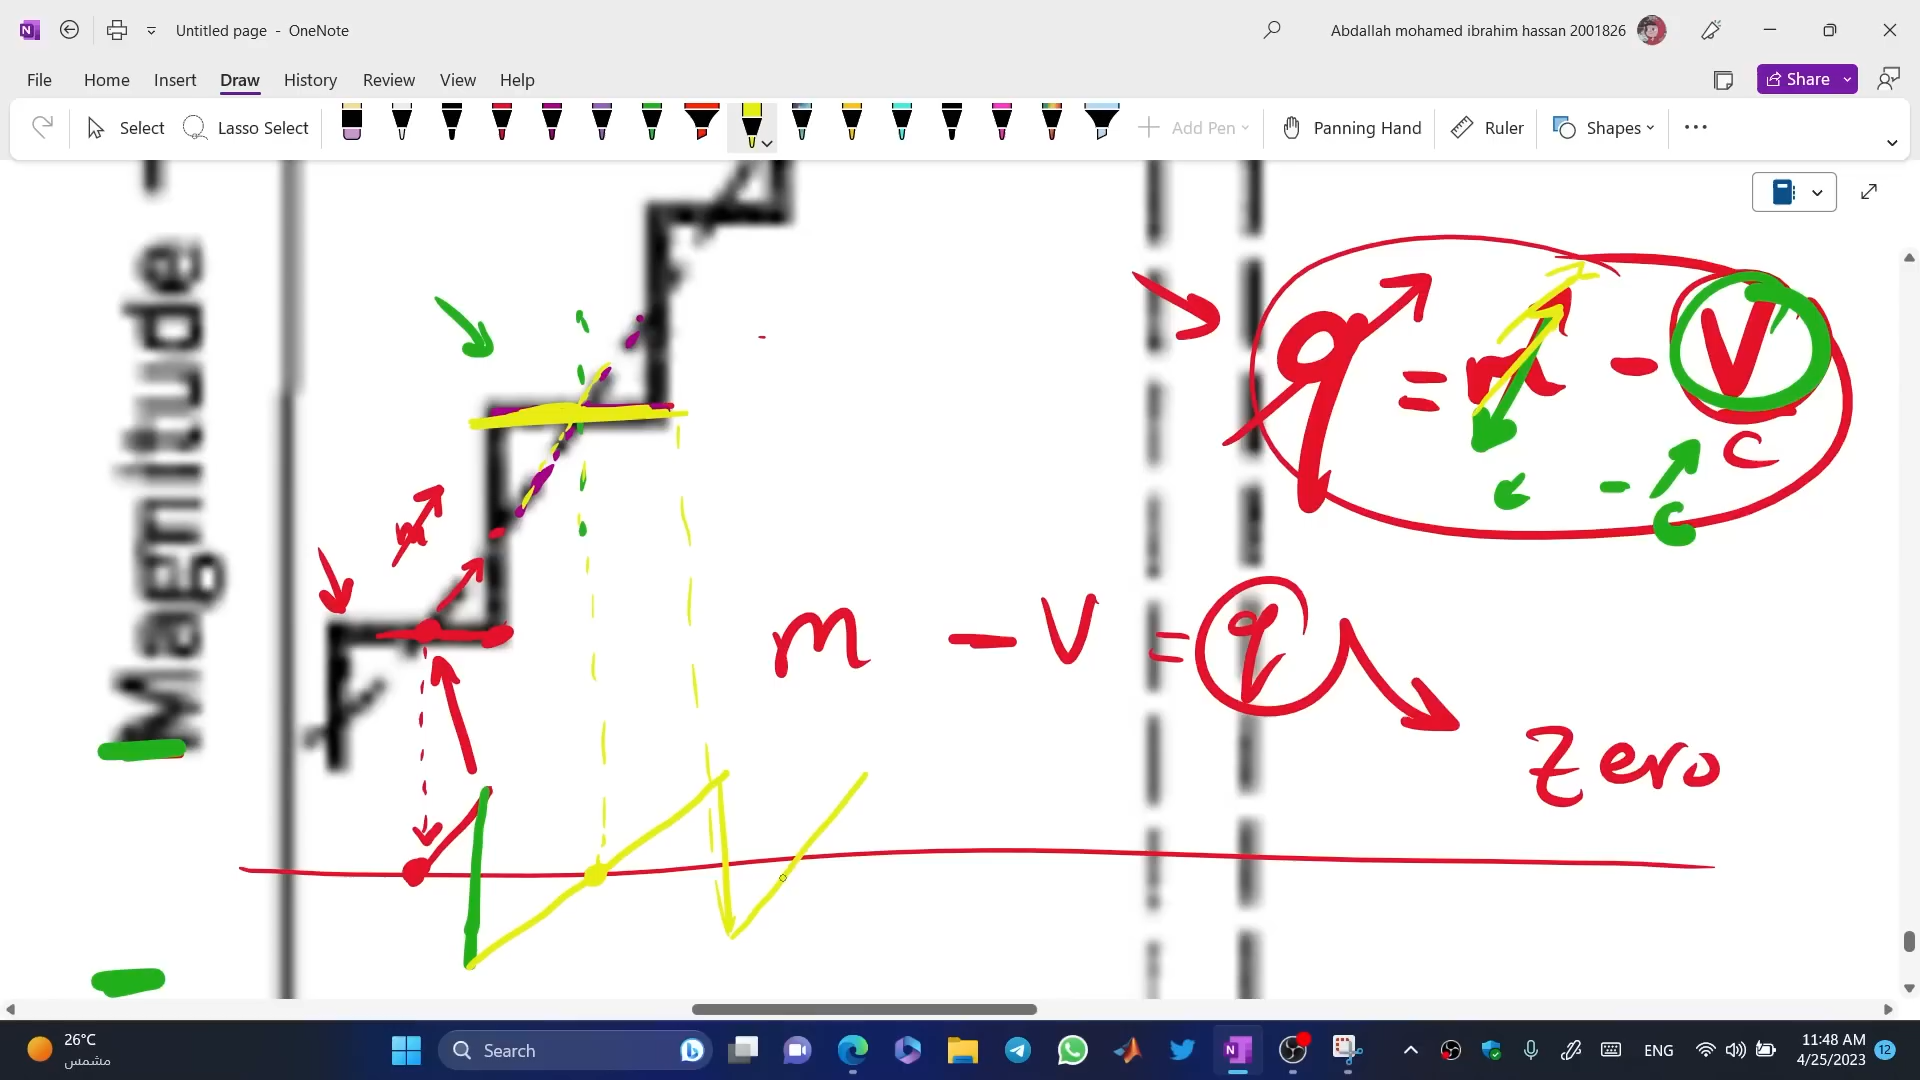 Untitled page - OneNote
Abdallah mohamed ibrahim hassan 2001826
File Home Insert Draw History Review View Help
Share
Select Lasso Select
Add Pen
Panning Hand
Ruler
Shapes
Magnitude
q = m - V
c
c - c
m
m - V = q
Zero
26°C
مشمس
Search
ENG
11:48 AM
4/25/2023
12